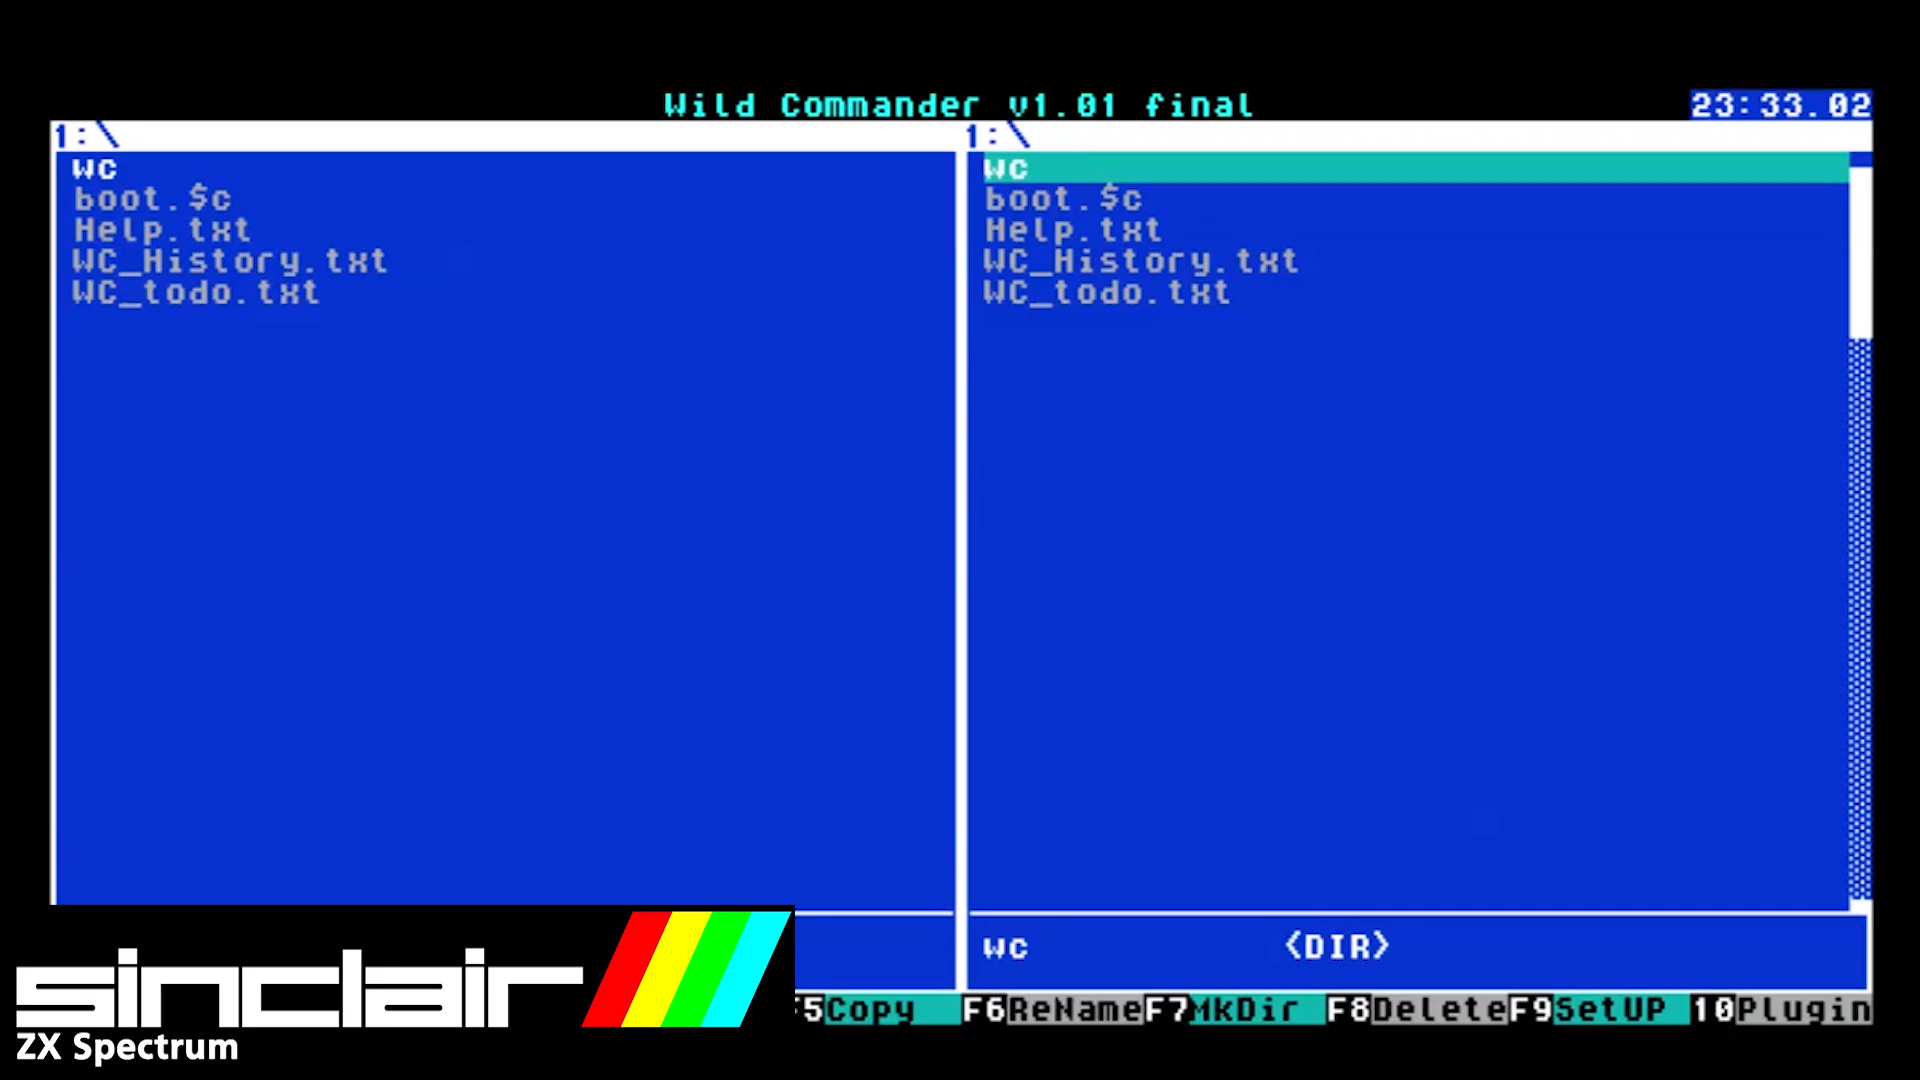 Wild Commander v1.01 final
23:33.02
1:\
wc
boot.$c
Help.txt
WC_History.txt
WC_todo.txt
1:\
wc
boot.$c
Help.txt
WC_History.txt
WC_todo.txt
wc <DIR>
F5Copy F6ReName F7MkDir F8Delete F9SetUP 10Plugin
sinclair
ZX Spectrum